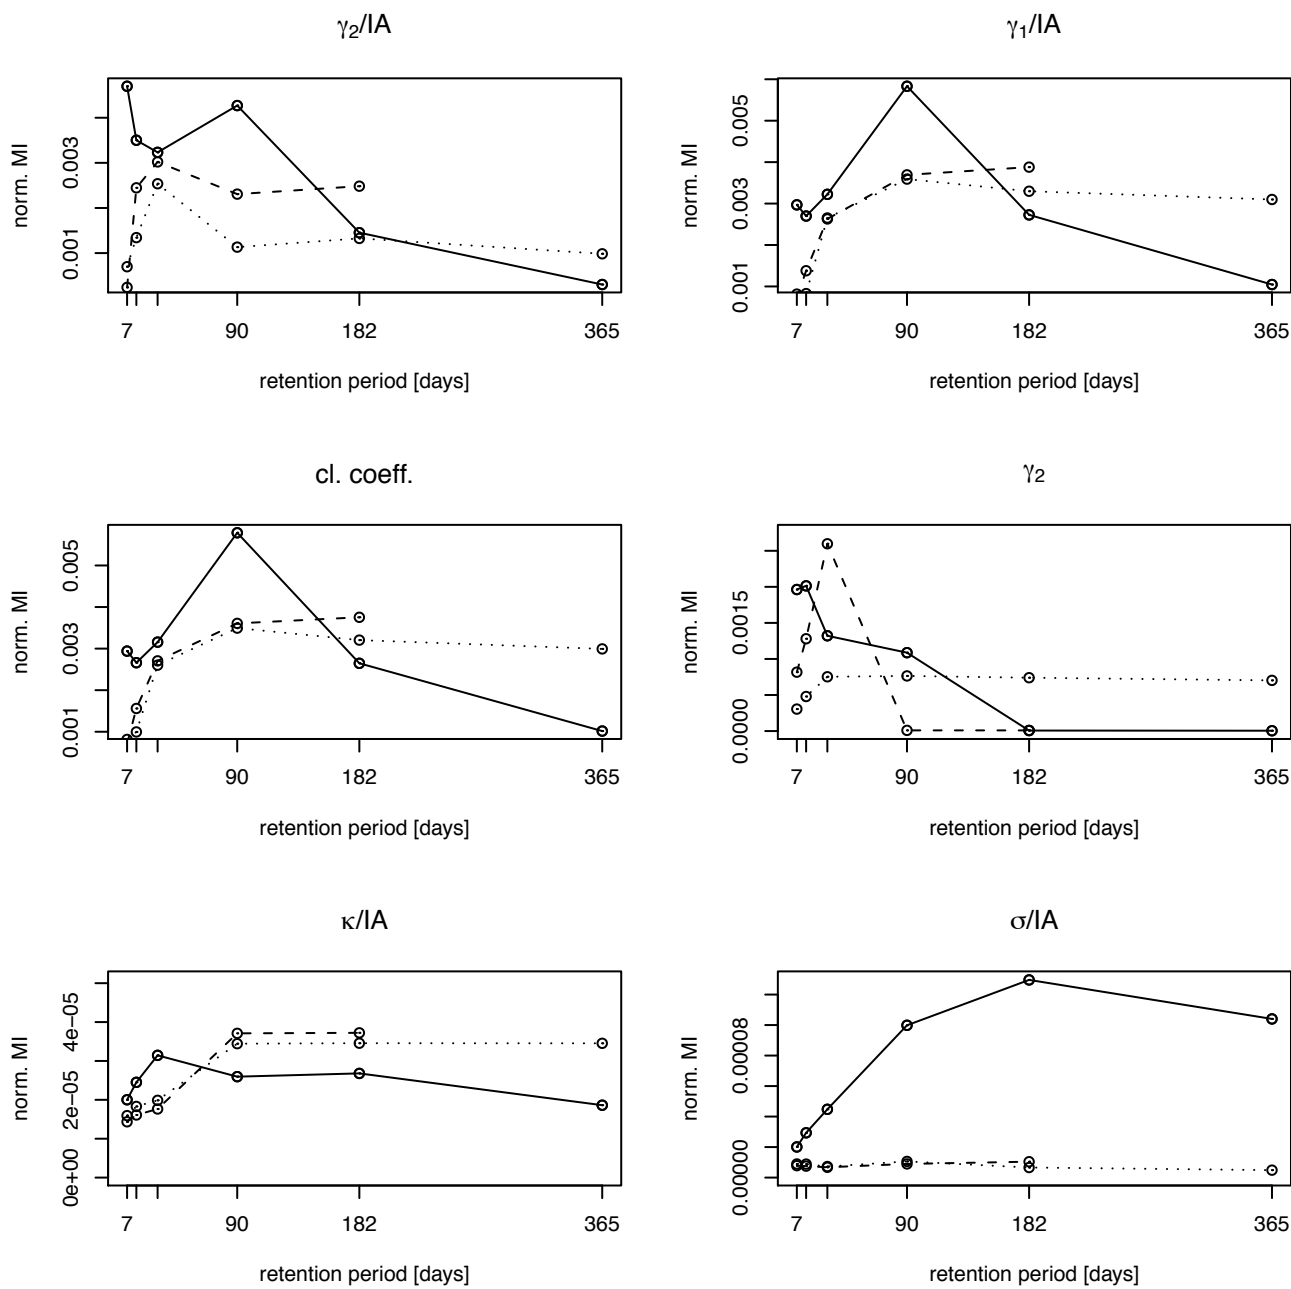 γ2/IA
norm. MI
0.003
0.001
7 90 182 365
retention period [days]
γ1/IA
norm. MI
0.005
0.003
0.001
7 90 182 365
retention period [days]
cl. coeff.
norm. MI
0.005
0.003
0.001
7 90 182 365
retention period [days]
γ2
norm. MI
0.0015
0.0000
7 90 182 365
retention period [days]
κ/IA
norm. MI
4e−05
2e−05
0e+00
7 90 182 365
retention period [days]
σ/IA
norm. MI
0.00008
0.00000
7 90 182 365
retention period [days]